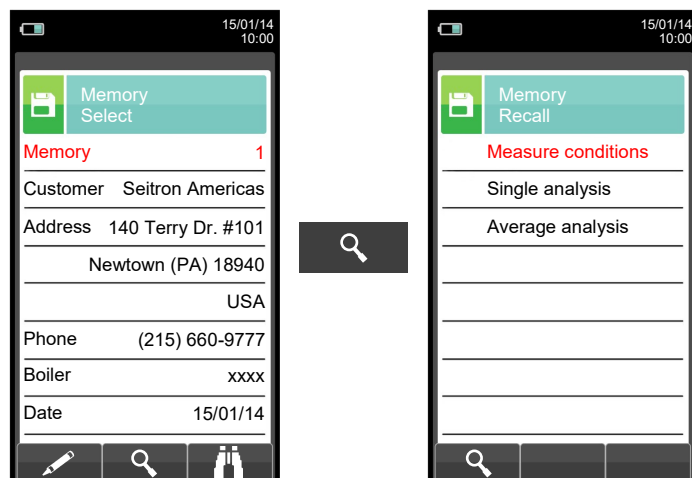 15/01/14
10:00
Memory
Select
Memory 1
Customer Seitron Americas
Address 140 Terry Dr. #101
Newtown (PA) 18940
USA
Phone (215) 660-9777
Boiler xxxx
Date 15/01/14
15/01/14
10:00
Memory
Recall
Measure conditions
Single analysis
Average analysis